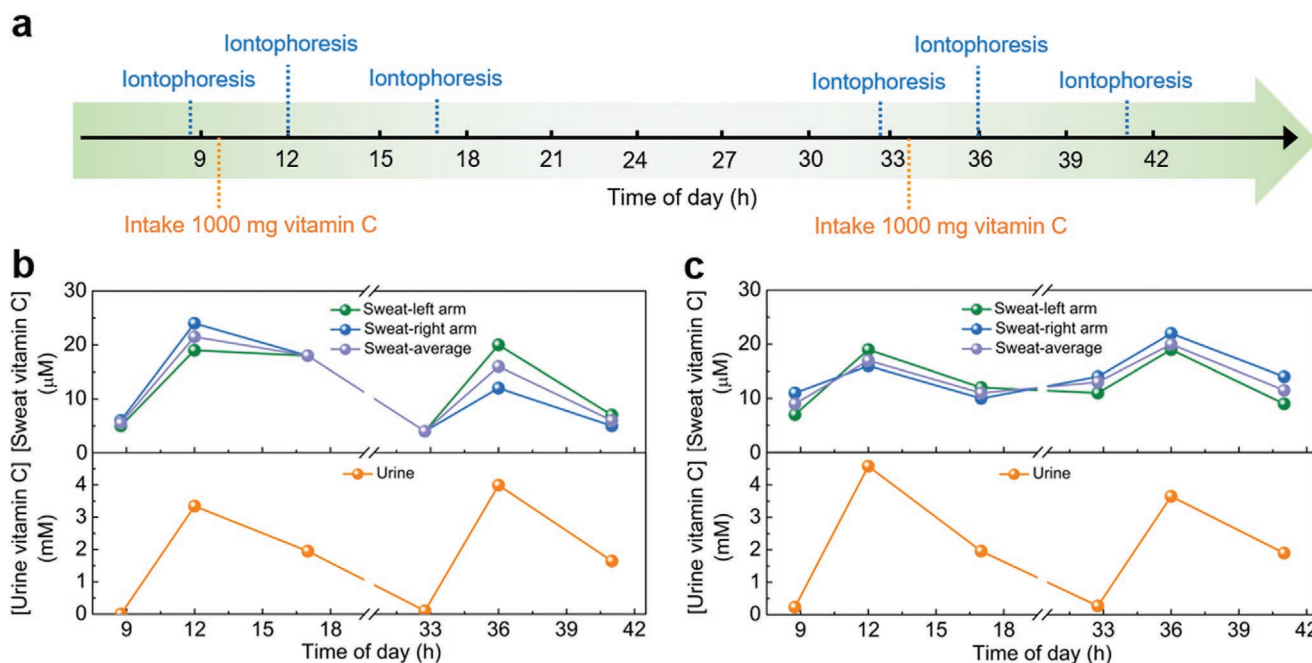 a
Iontophoresis
Iontophoresis
Iontophoresis
Iontophoresis
Iontophoresis
Iontophoresis
9 12 15 18 21 24 27 30 33 36 39 42
Time of day (h)
Intake 1000 mg vitamin C
Intake 1000 mg vitamin C
b
[Sweat vitamin C]
(μM)
30
20
10
0
Sweat-left arm
Sweat-right arm
Sweat-average
[Urine vitamin C]
(mM)
4
3
2
1
0
Urine
9 12 15 18 33 36 39 42
Time of day (h)
c
[Sweat vitamin C]
(μM)
30
20
10
0
Sweat-left arm
Sweat-right arm
Sweat-average
[Urine vitamin C]
(mM)
4
3
2
1
0
Urine
9 12 15 18 33 36 39 42
Time of day (h)